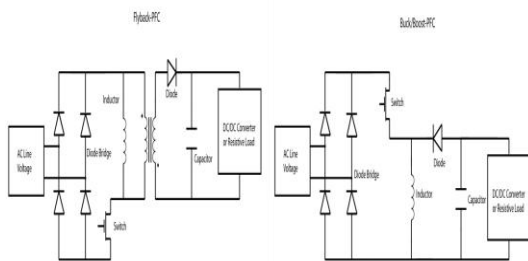 Flyback-PFC
Inductor
Diode
AC Line
Voltage
Diode Bridge
Capacitor
DC/DC Converter
or Resistive Load
Switch
Buck/Boost-PFC
Switch
AC Line
Voltage
Diode Bridge
Diode
Inductor
Capacitor
DC/DC Converter
or Resistive Load